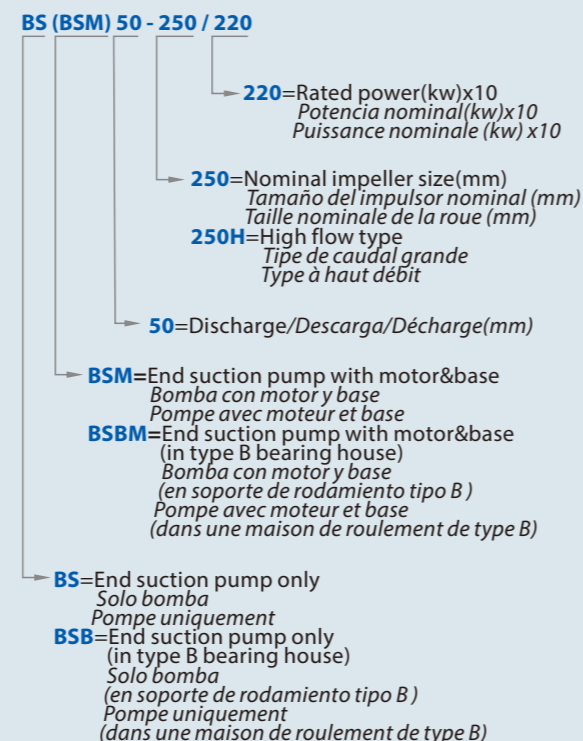 BS (BSM) 50 - 250 / 220
220=Rated power(kw)x10
Potencia nominal(kw)x10
Puissance nominale (kw) x10
250=Nominal impeller size(mm)
Tamaño del impulsor nominal (mm)
Taille nominale de la roue (mm)
250H=High flow type
Tipe de caudal grande
Type à haut débit
50=Discharge/Descarga/Décharge(mm)
BSM=End suction pump with motor&base
Bomba con motor y base
Pompe avec moteur et base
BSBM=End suction pump with motor&base
(in type B bearing house)
Bomba con motor y base
(en soporte de rodamiento tipo B )
Pompe avec moteur et base
(dans une maison de roulement de type B)
BS=End suction pump only
Solo bomba
Pompe uniquement
BSB=End suction pump only
(in type B bearing house)
Solo bomba
(en soporte de rodamiento tipo B )
Pompe uniquement
(dans une maison de roulement de type B)